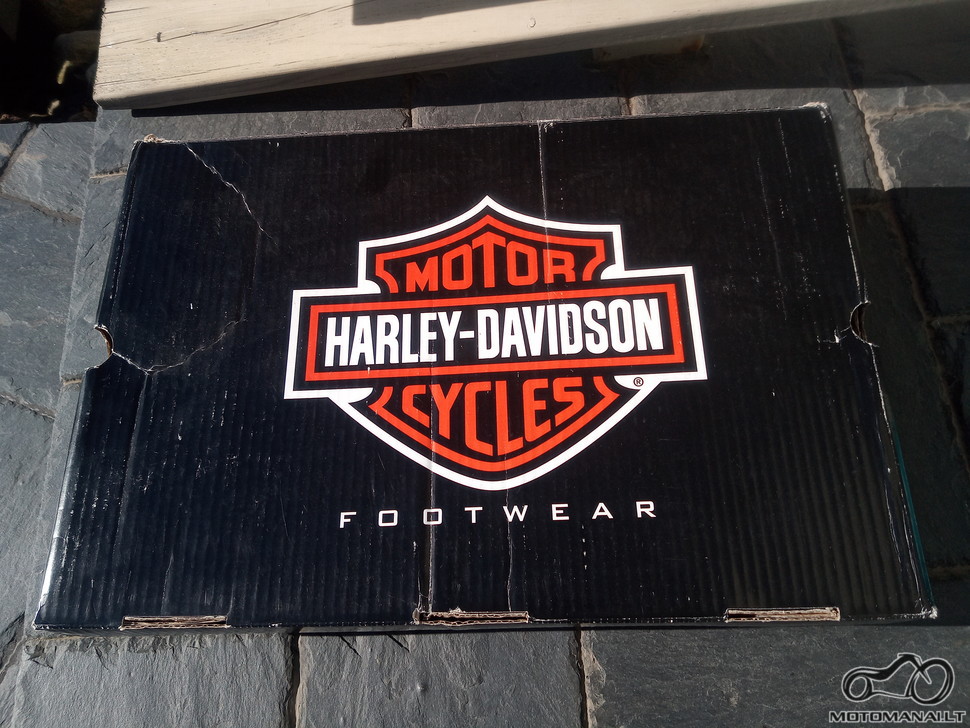 MOTOR
HARLEY-DAVIDSON
CYCLES
®
FOOTWEAR
MOTOMANAI.LT